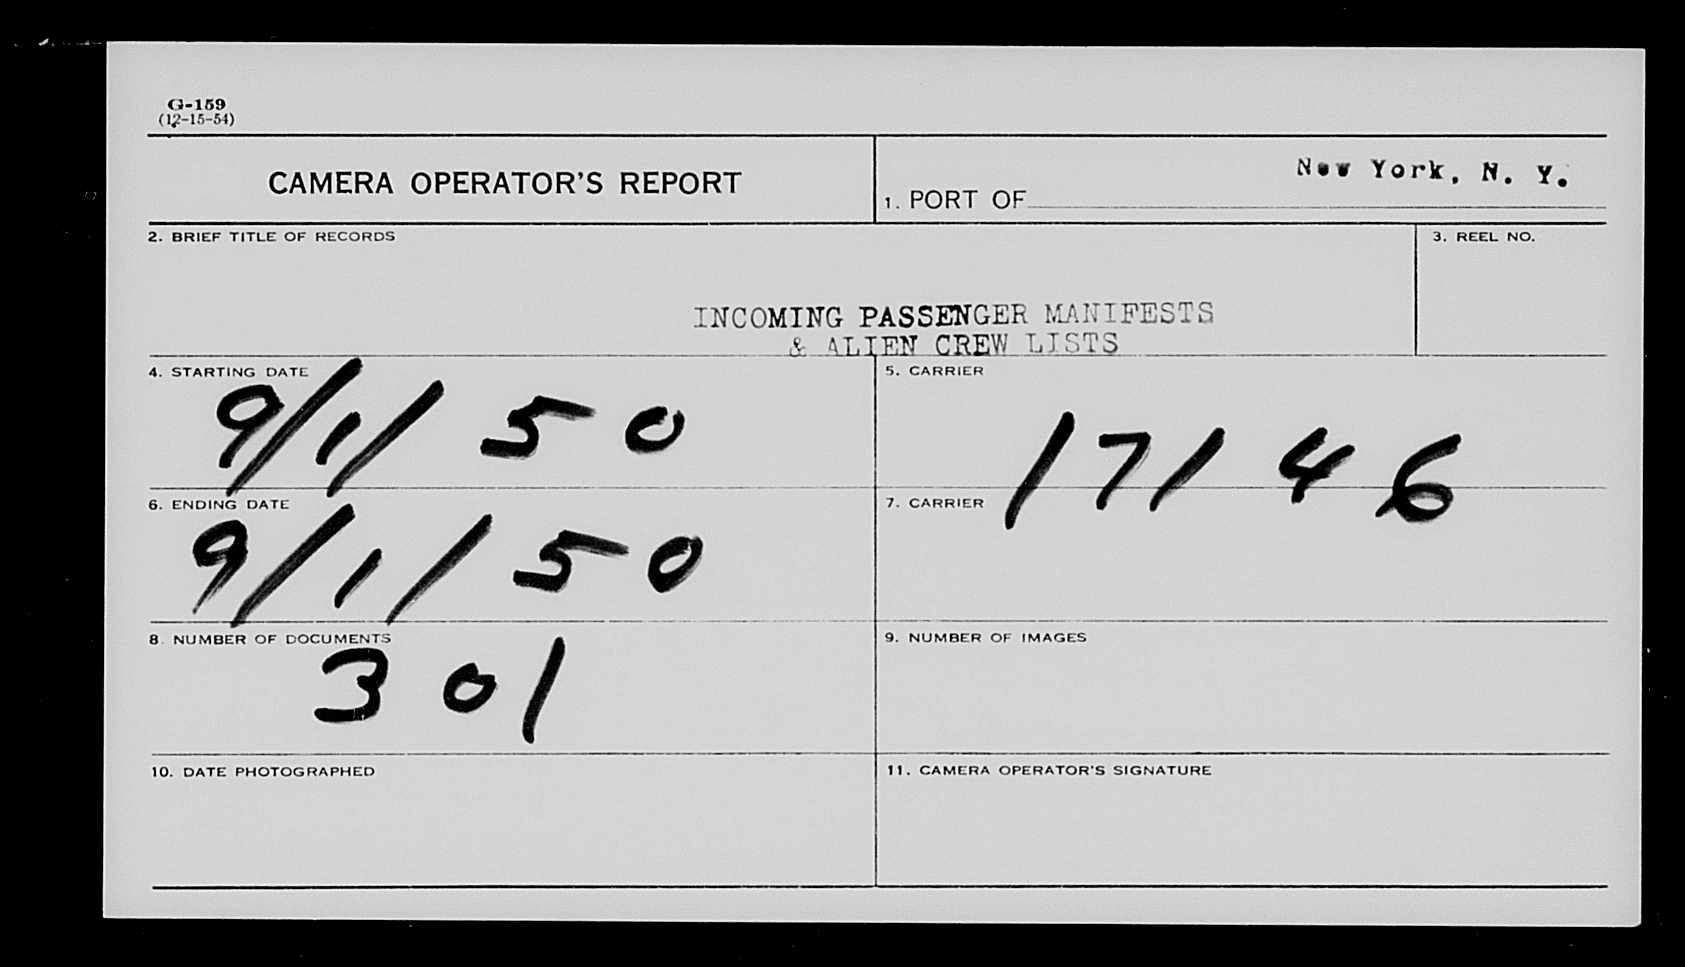 G-159
(12-15-54)
CAMERA OPERATOR'S REPORT
1. PORT OF New York, N. Y.
2. BRIEF TITLE OF RECORDS
INCOMING PASSENGER MANIFESTS
& ALIEN CREW LISTS
3. REEL NO.
4. STARTING DATE
9/1/50
5. CARRIER
17146
6. ENDING DATE
9/1/50
7. CARRIER
8. NUMBER OF DOCUMENTS
301
9. NUMBER OF IMAGES
10. DATE PHOTOGRAPHED
11. CAMERA OPERATOR'S SIGNATURE